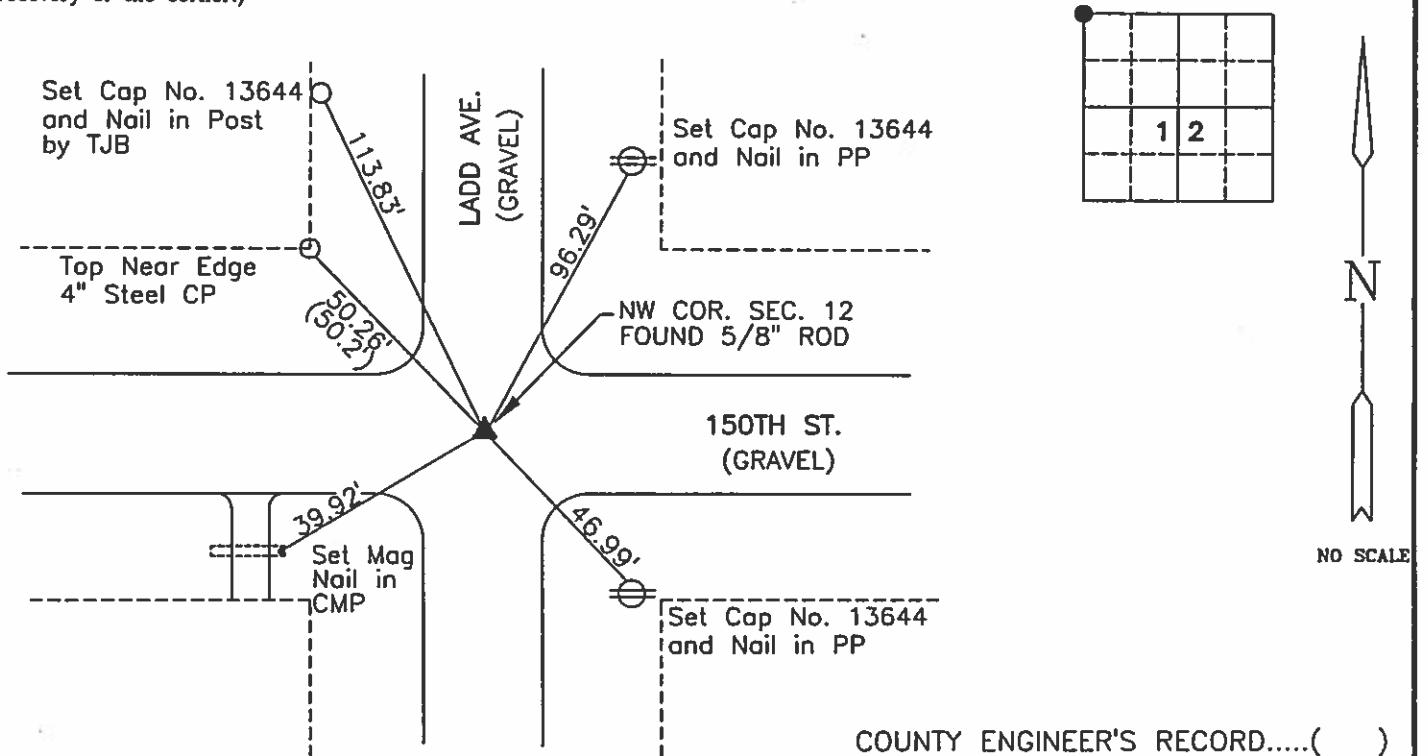 Set Cap No. 13644
and Nail in Post
by TJB
113.83'
LADD AVE.
(GRAVEL)
Set Cap No. 13644
and Nail in PP
96.29'
1 2
Top Near Edge
4" Steel CP
50.26'
(50.2')
NW COR. SEC. 12
FOUND 5/8" ROD
N
150TH ST.
(GRAVEL)
39.92'
46.99'
Set Mag
Nail in
CMP
NO SCALE
Set Cap No. 13644
and Nail in PP
COUNTY ENGINEER'S RECORD.....( )